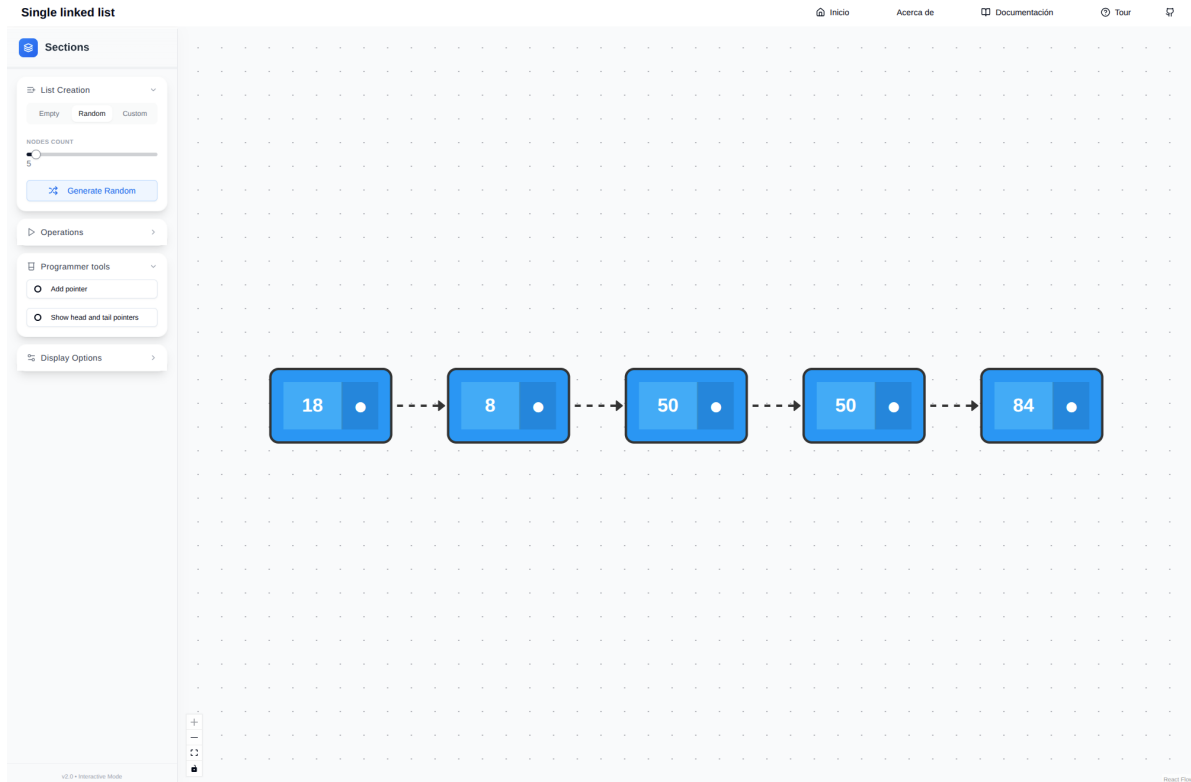 Single linked list
Inicio
Acerca de
Documentación
Tour
Sections
List Creation
Empty
Random
Custom
NODES COUNT
5
Generate Random
Operations
Programmer tools
Add pointer
Show head and tail pointers
Display Options
18
8
50
50
84
v2.0 • Interactive Mode
React Flow